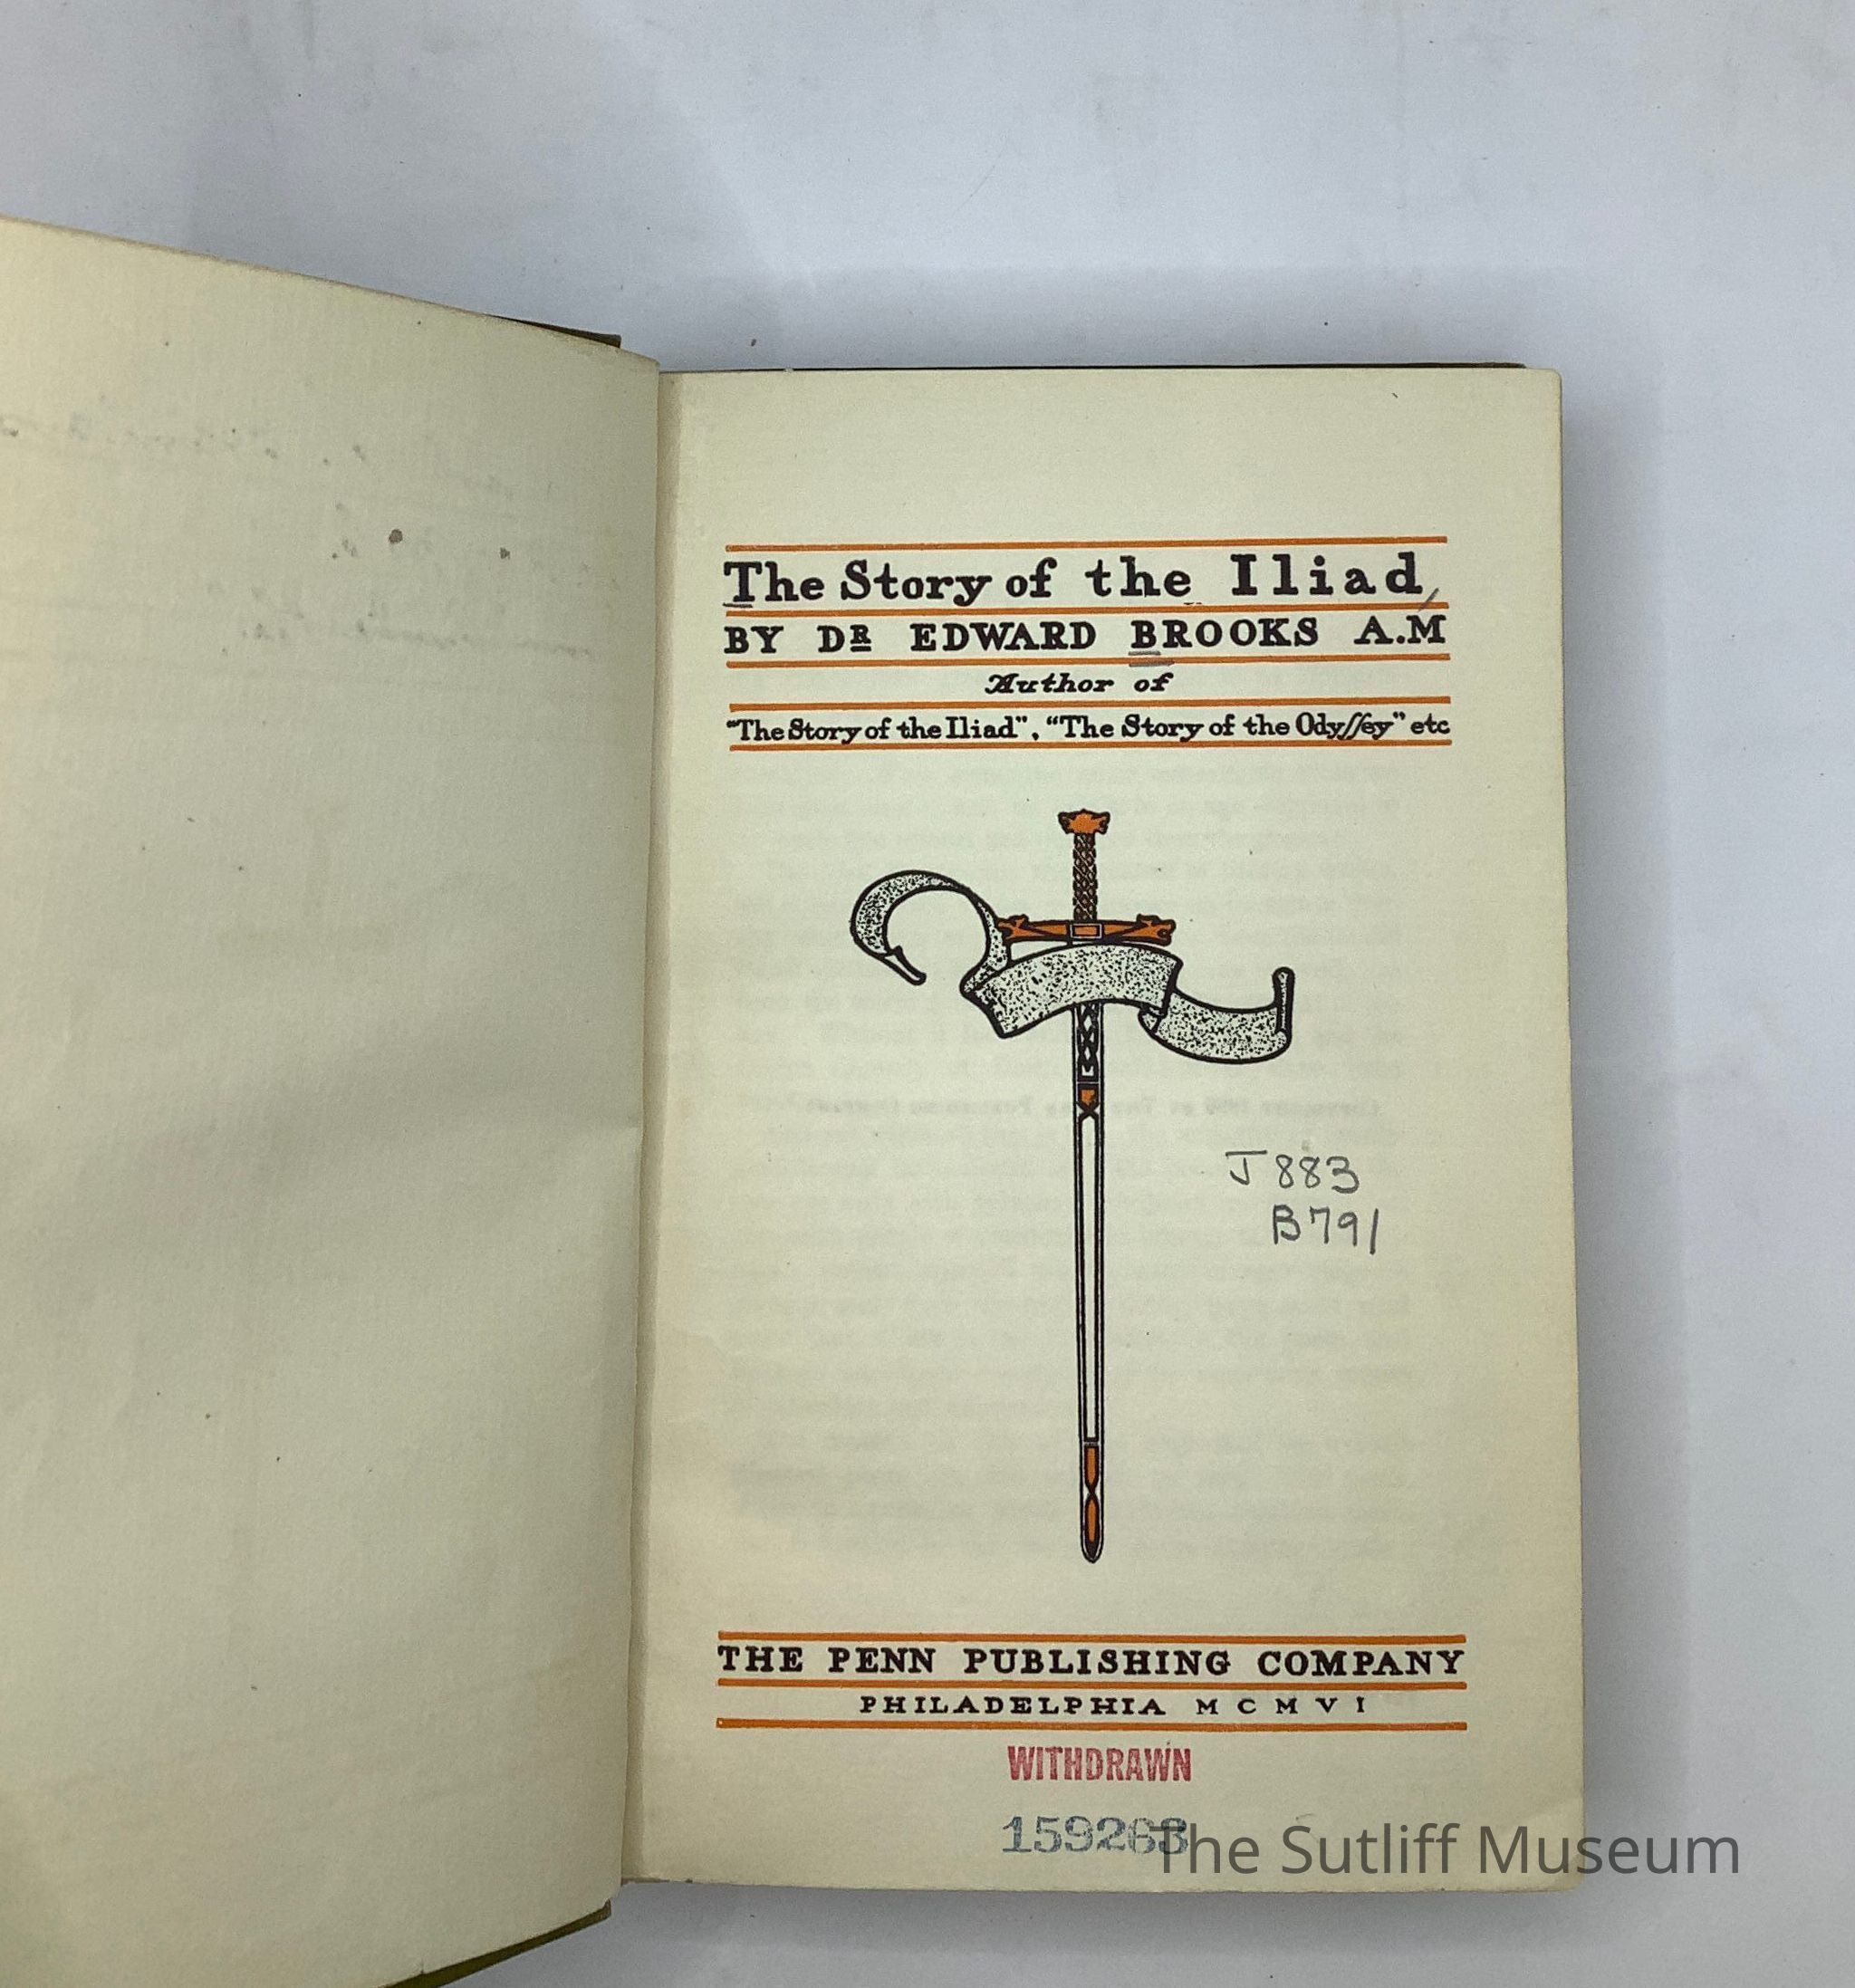 The Story of the Iliad
BY DR EDWARD BROOKS A.M
Author of
"The Story of the Iliad", "The Story of the Odyſſey" etc
J 883
B791
THE PENN PUBLISHING COMPANY
PHILADELPHIA MCMVI
WITHDRAWN
159263
The Sutliff Museum